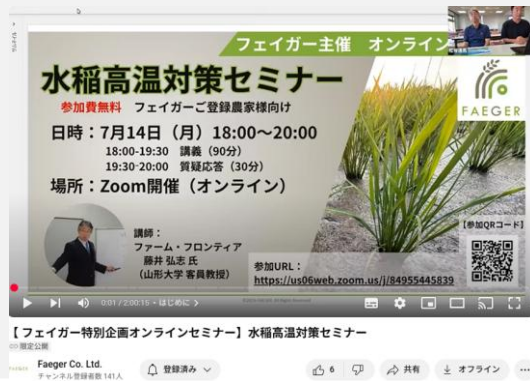 フェイガー主催 オンライン
水稲高温対策セミナー
参加費無料 フェイガーご登録農家様向け
FAEGER
日時：7月14日（月）18:00～20:00
18:00-19:30 講義（90分）
19:30-20:00 質疑応答（30分）
場所：Zoom開催（オンライン）
講師：
ファーム・フロンティア
藤井 弘志 氏
（山形大学 客員教授）
【参加QRコード】
参加URL：
https://us06web.zoom.us/j/84955445839
0:01 / 2:00:15・はじめに >
【 フェイガー特別企画オンラインセミナー】水稲高温対策セミナー
限定公開
Faeger Co. Ltd.
チャンネル登録者数 141人
登録済み
6
共有
オフライン